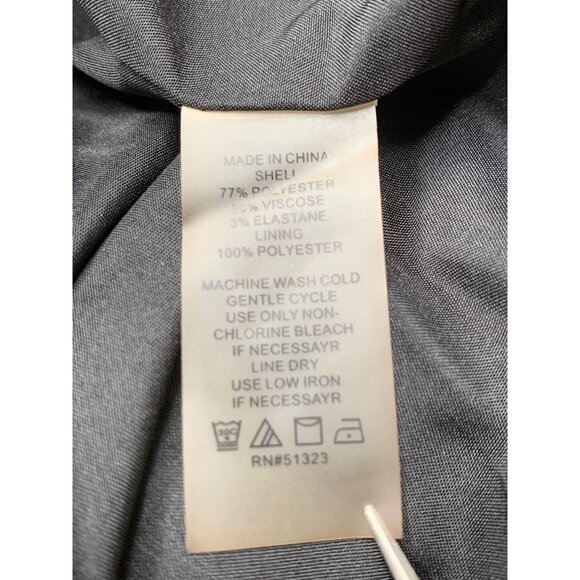 MADE IN CHINA
SHELL
77% POLYESTER
20% VISCOSE
3% ELASTANE
LINING
100% POLYESTER
MACHINE WASH COLD
GENTLE CYCLE
USE ONLY NON-
CHLORINE BLEACH
IF NECESSAYR
LINE DRY
USE LOW IRON
IF NECESSAYR
30C
RN#51323